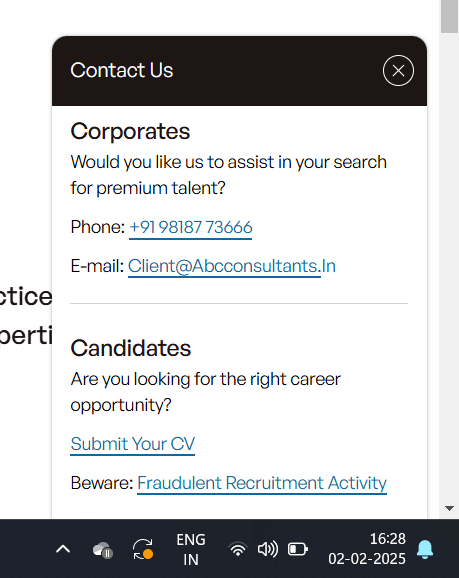 Contact Us
Corporates
Would you like us to assist in your search
for premium talent?
Phone: +91 98187 73666
E-mail: Client@Abcconsultants.In
ctice
perti
Candidates
Are you looking for the right career
opportunity?
Submit Your CV
Beware: Fraudulent Recruitment Activity
ENG
IN
16:28
02-02-2025